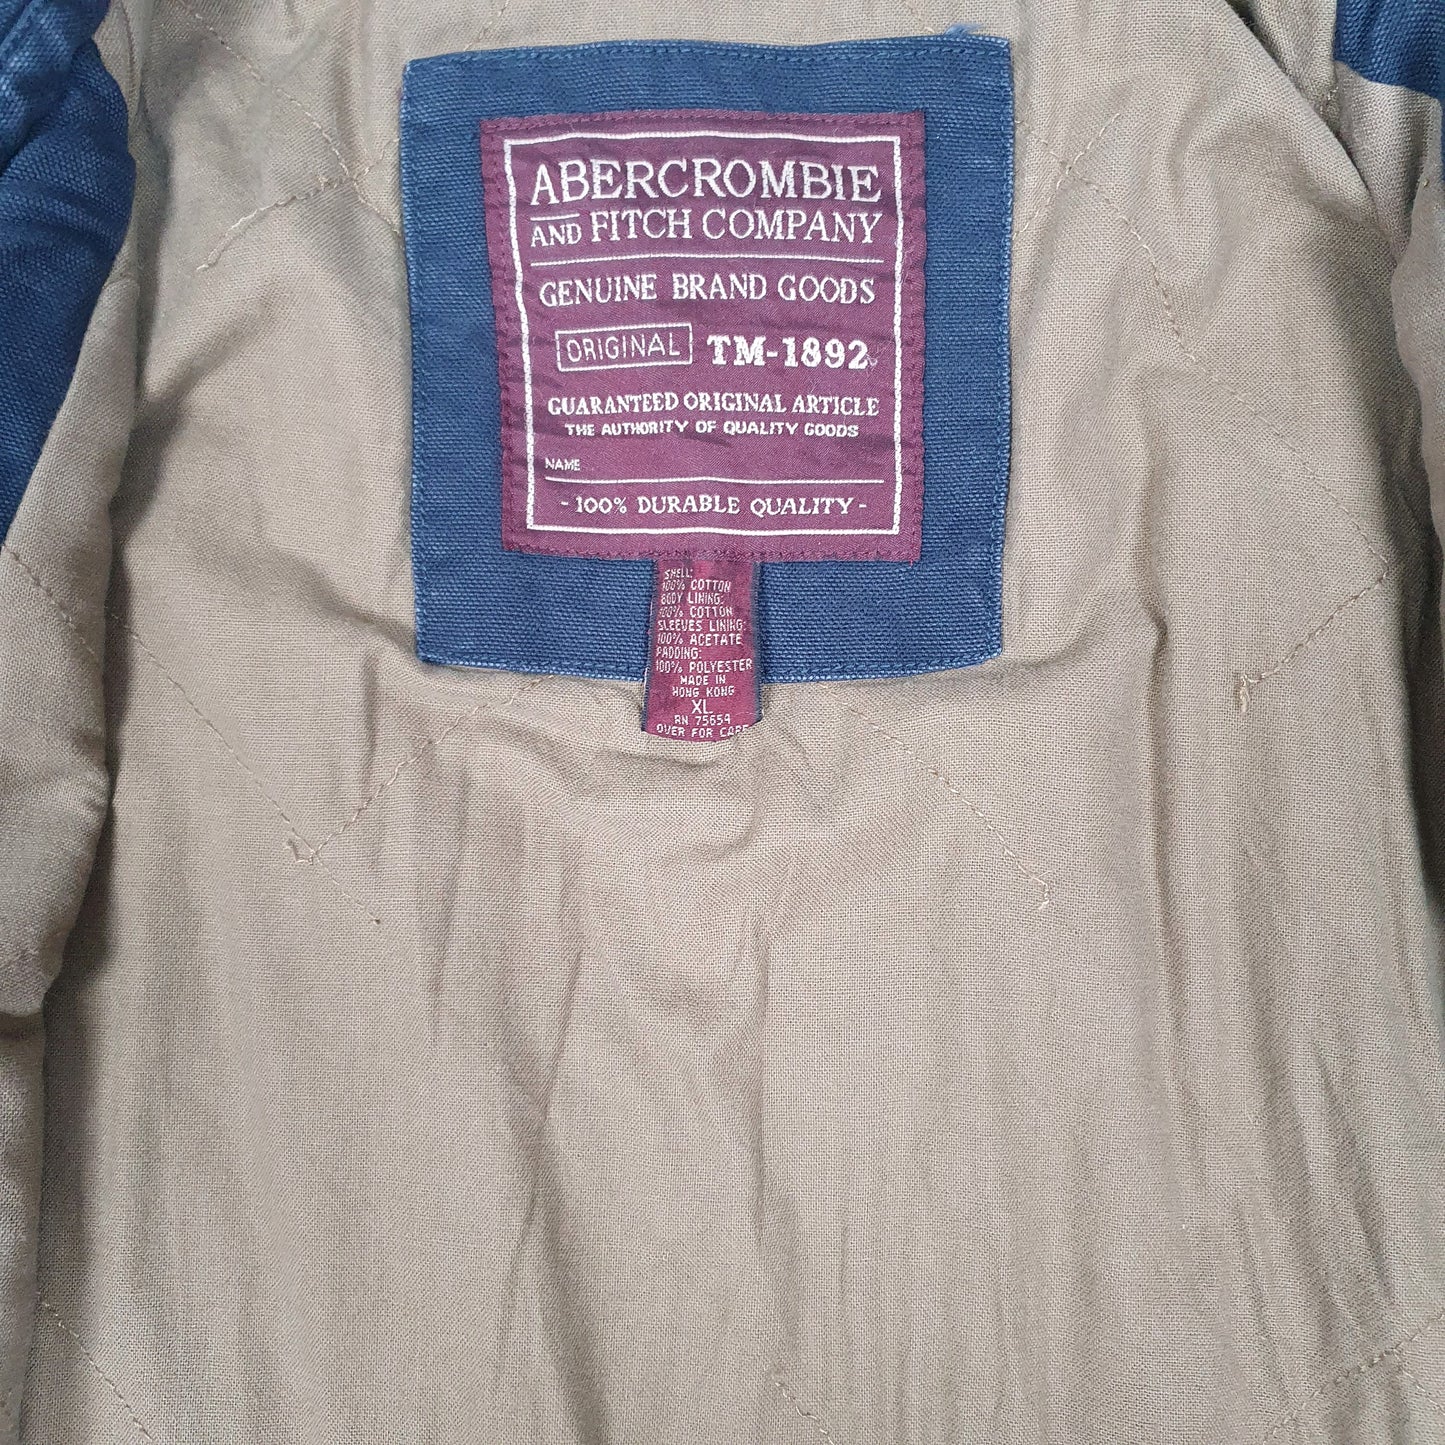 ABERCROMBIE
AND FITCH COMPANY
GENUINE BRAND GOODS
ORIGINAL TM-1892
GUARANTEED ORIGINAL ARTICLE
THE AUTHORITY OF QUALITY GOODS
NAME
- 100% DURABLE QUALITY -
SHELL:
100% COTTON
BODY LINING:
100% COTTON
SLEEVES LINING:
100% ACETATE
PADDING:
100% POLYESTER
MADE IN
HONG KONG
XL
RN 75654
OVER FOR CARE